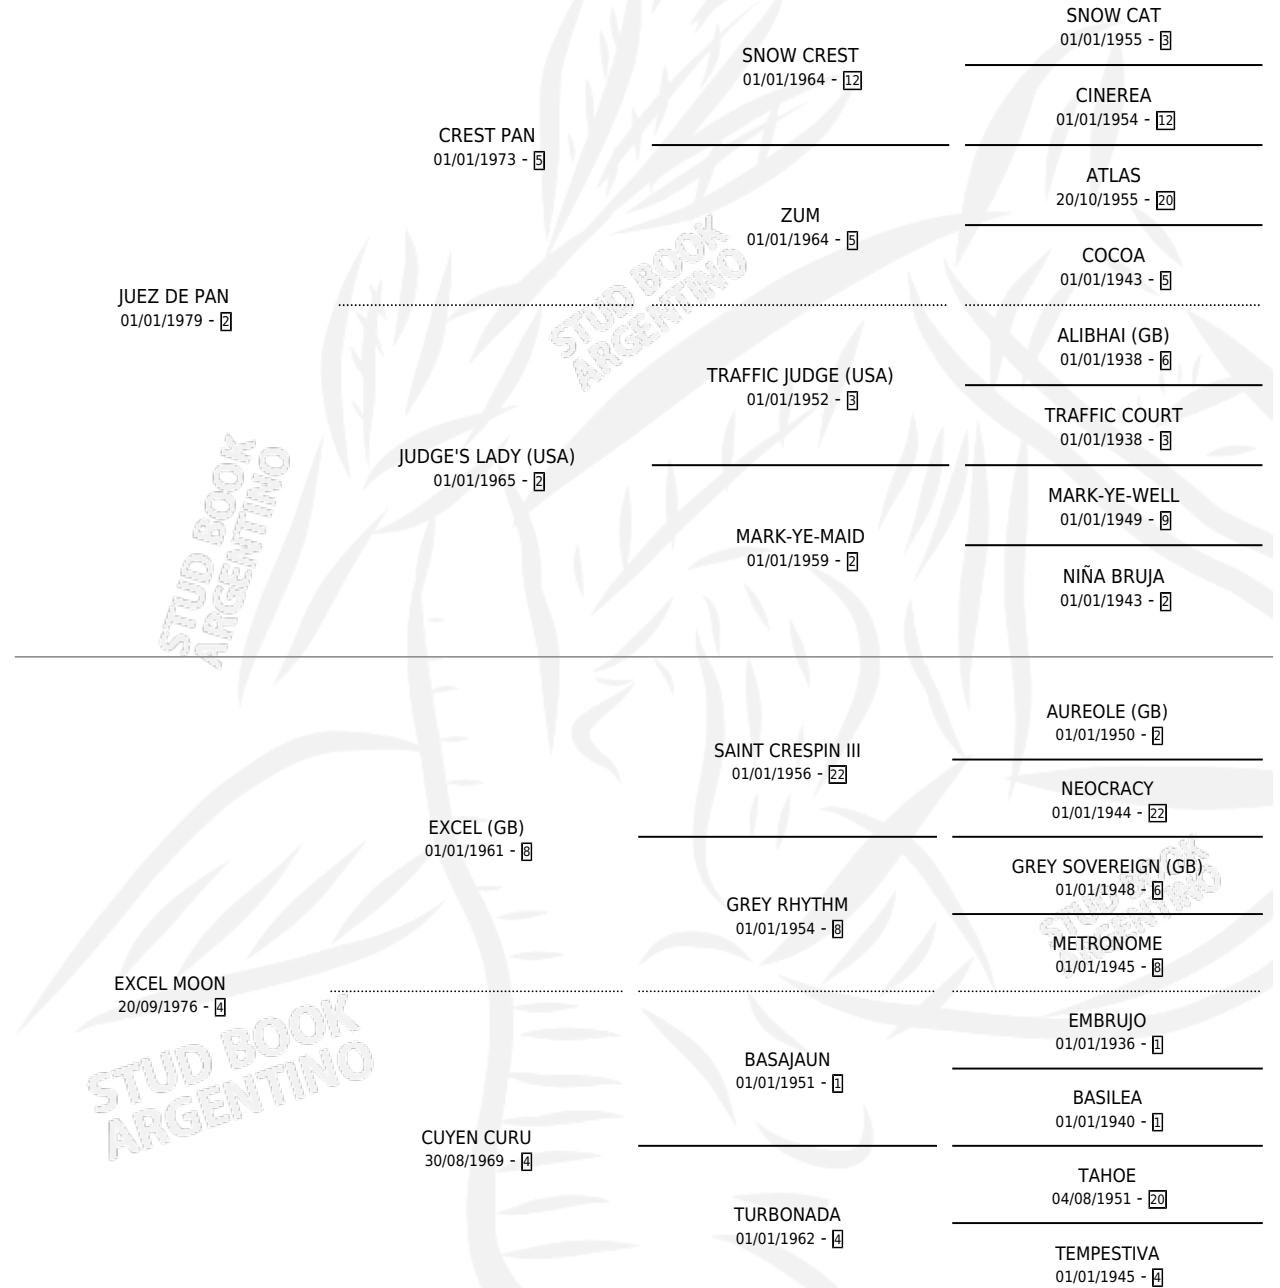 SNOW CAT
01/01/1955 - 3
SNOW CREST
01/01/1964 - 12
CINEREA
01/01/1954 - 12
CREST PAN
01/01/1973 - 5
ATLAS
20/10/1955 - 20
ZUM
01/01/1964 - 5
COCOA
01/01/1943 - 5
JUEZ DE PAN
01/01/1979 - 2
ALIBHAI (GB)
01/01/1938 - 6
TRAFFIC JUDGE (USA)
01/01/1952 - 3
TRAFFIC COURT
01/01/1938 - 3
JUDGE'S LADY (USA)
01/01/1965 - 2
MARK-YE-WELL
01/01/1949 - 9
MARK-YE-MAID
01/01/1959 - 2
NIÑA BRUJA
01/01/1943 - 2
STUD BOOK
ARGENTINO
STUD BOOK
ARGENTINO
AUREOLE (GB)
01/01/1950 - 2
SAINT CRESPIN III
01/01/1956 - 22
NEOCRACY
01/01/1944 - 22
EXCEL (GB)
01/01/1961 - 8
GREY SOVEREIGN (GB)
01/01/1948 - 6
GREY RHYTHM
01/01/1954 - 8
METRONOME
01/01/1945 - 8
EXCEL MOON
20/09/1976 - 4
EMBRUJO
01/01/1936 - 1
BASAJAUN
01/01/1951 - 1
BASILEA
01/01/1940 - 1
CUYEN CURU
30/08/1969 - 4
TAHOE
04/08/1951 - 20
TURBONADA
01/01/1962 - 4
TEMPESTIVA
01/01/1945 - 4
STUD BOOK
ARGENTINO
STUD BOOK
ARGENTINO